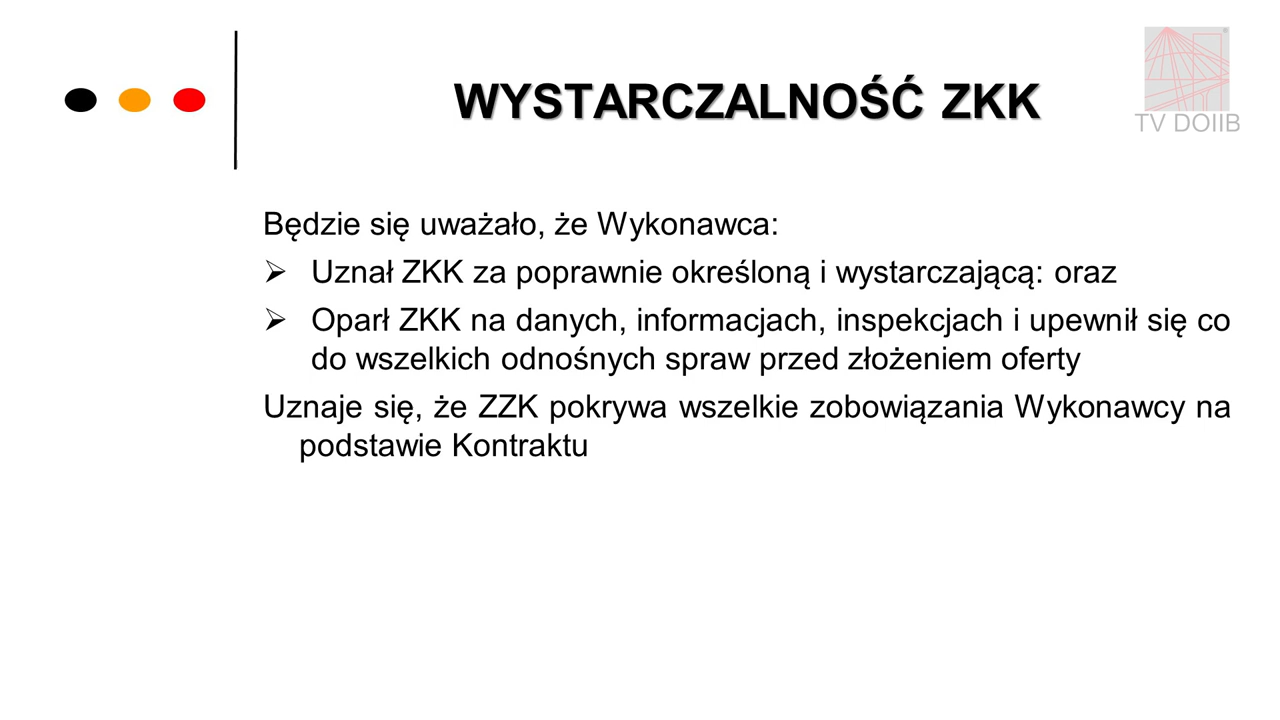 WYSTARCZALNOŚĆ ZKK
TV DOIIB
Będzie się uważało, że Wykonawca:
Uznał ZKK za poprawnie określoną i wystarczającą: oraz
Oparł ZKK na danych, informacjach, inspekcjach i upewnił się co
do wszelkich odnośnych spraw przed złożeniem oferty
Uznaje się, że ZZK pokrywa wszelkie zobowiązania Wykonawcy na
podstawie Kontraktu